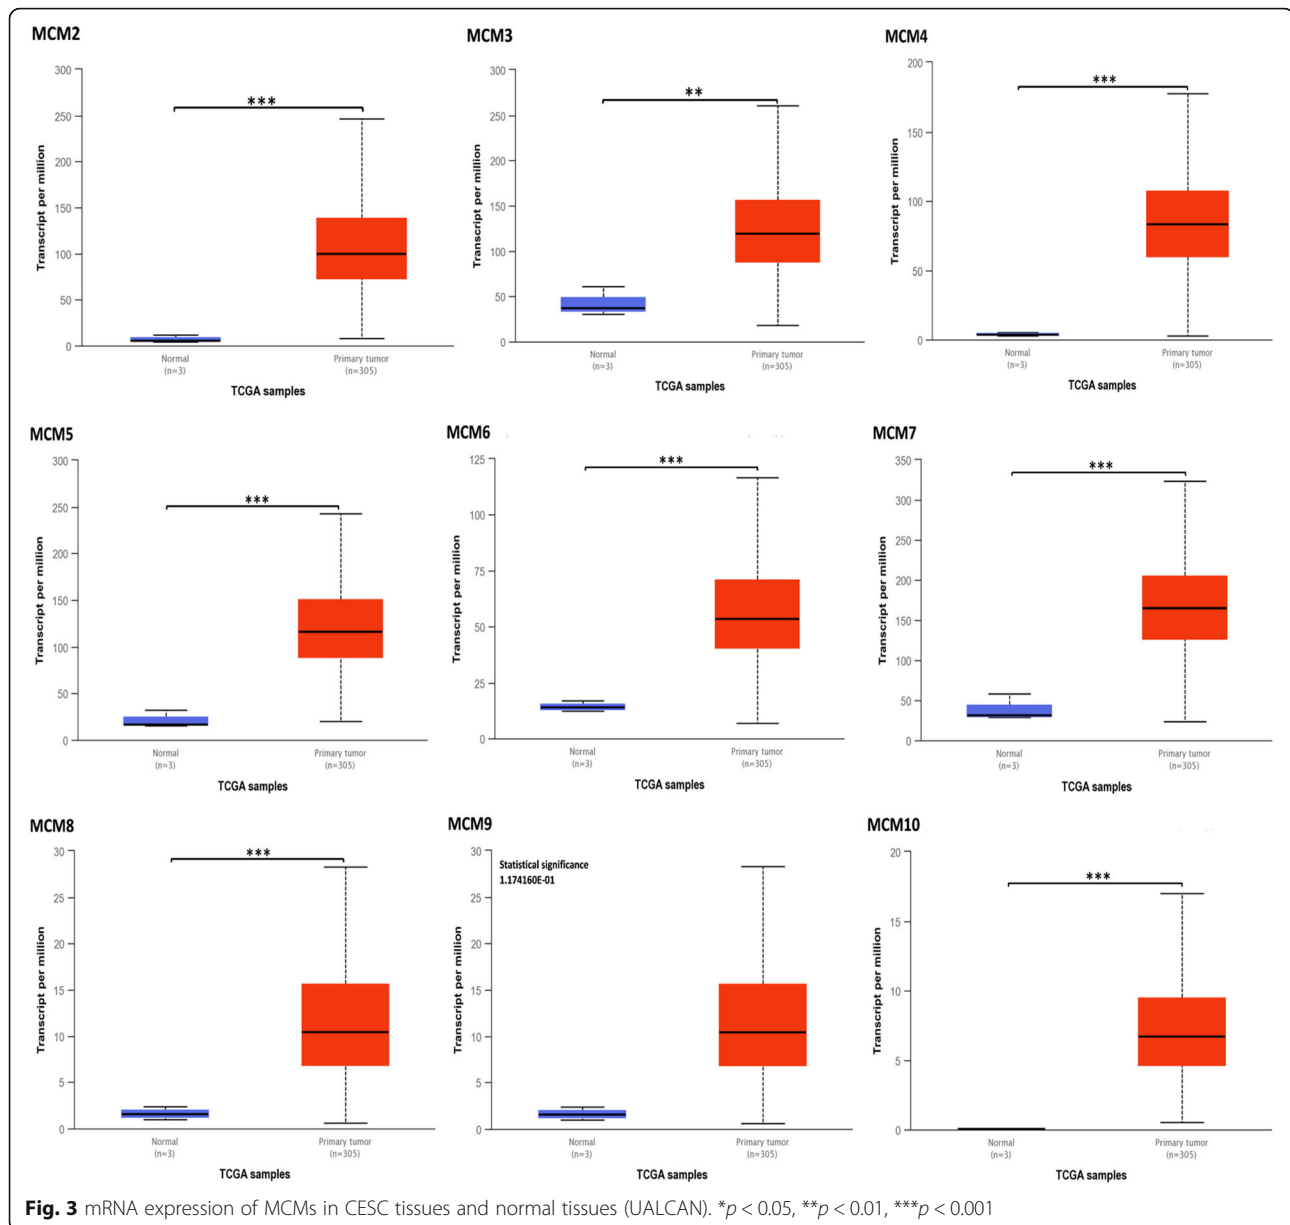 MCM2
300
250
200
150
100
50
0
Transcript per million
***
Normal
(n=3)
Primary tumor
(n=305)
TCGA samples
MCM3
300
250
200
150
100
50
0
Transcript per million
**
Normal
(n=3)
Primary tumor
(n=305)
TCGA samples
MCM4
200
150
100
50
0
Transcript per million
***
Normal
(n=3)
Primary tumor
(n=305)
TCGA samples
MCM5
300
250
200
150
100
50
0
Transcript per million
***
Normal
(n=3)
Primary tumor
(n=305)
TCGA samples
MCM6
125
100
75
50
25
0
Transcript per million
***
Normal
(n=3)
Primary tumor
(n=305)
TCGA samples
MCM7
350
300
250
200
150
100
50
0
Transcript per million
***
Normal
(n=3)
Primary tumor
(n=305)
TCGA samples
MCM8
30
25
20
15
10
5
0
Transcript per million
***
Normal
(n=3)
Primary tumor
(n=305)
TCGA samples
MCM9
30
25
20
15
10
5
0
Transcript per million
Statistical significance
1.174160E-01
Normal
(n=3)
Primary tumor
(n=305)
TCGA samples
MCM10
20
15
10
5
0
Transcript per million
***
Normal
(n=3)
Primary tumor
(n=305)
TCGA samples
Fig. 3 mRNA expression of MCMs in CESC tissues and normal tissues (UALCAN). *p < 0.05, **p < 0.01, ***p < 0.001